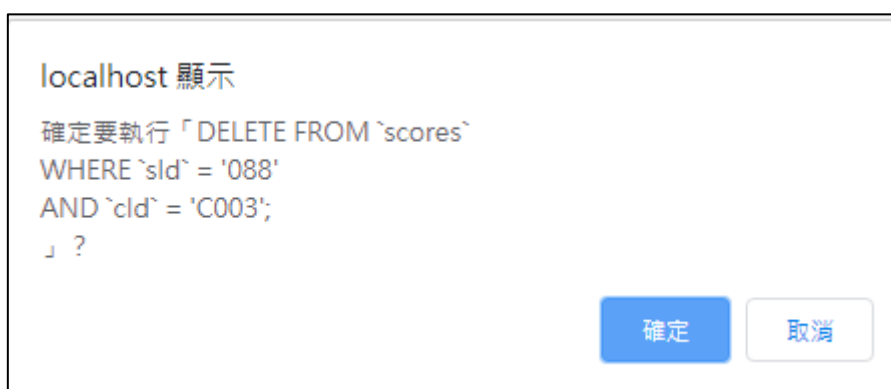 localhost 顯示
確定要執行「DELETE FROM `scores`
WHERE `sId` = '088'
AND `cId` = 'C003';
」？
確定
取消